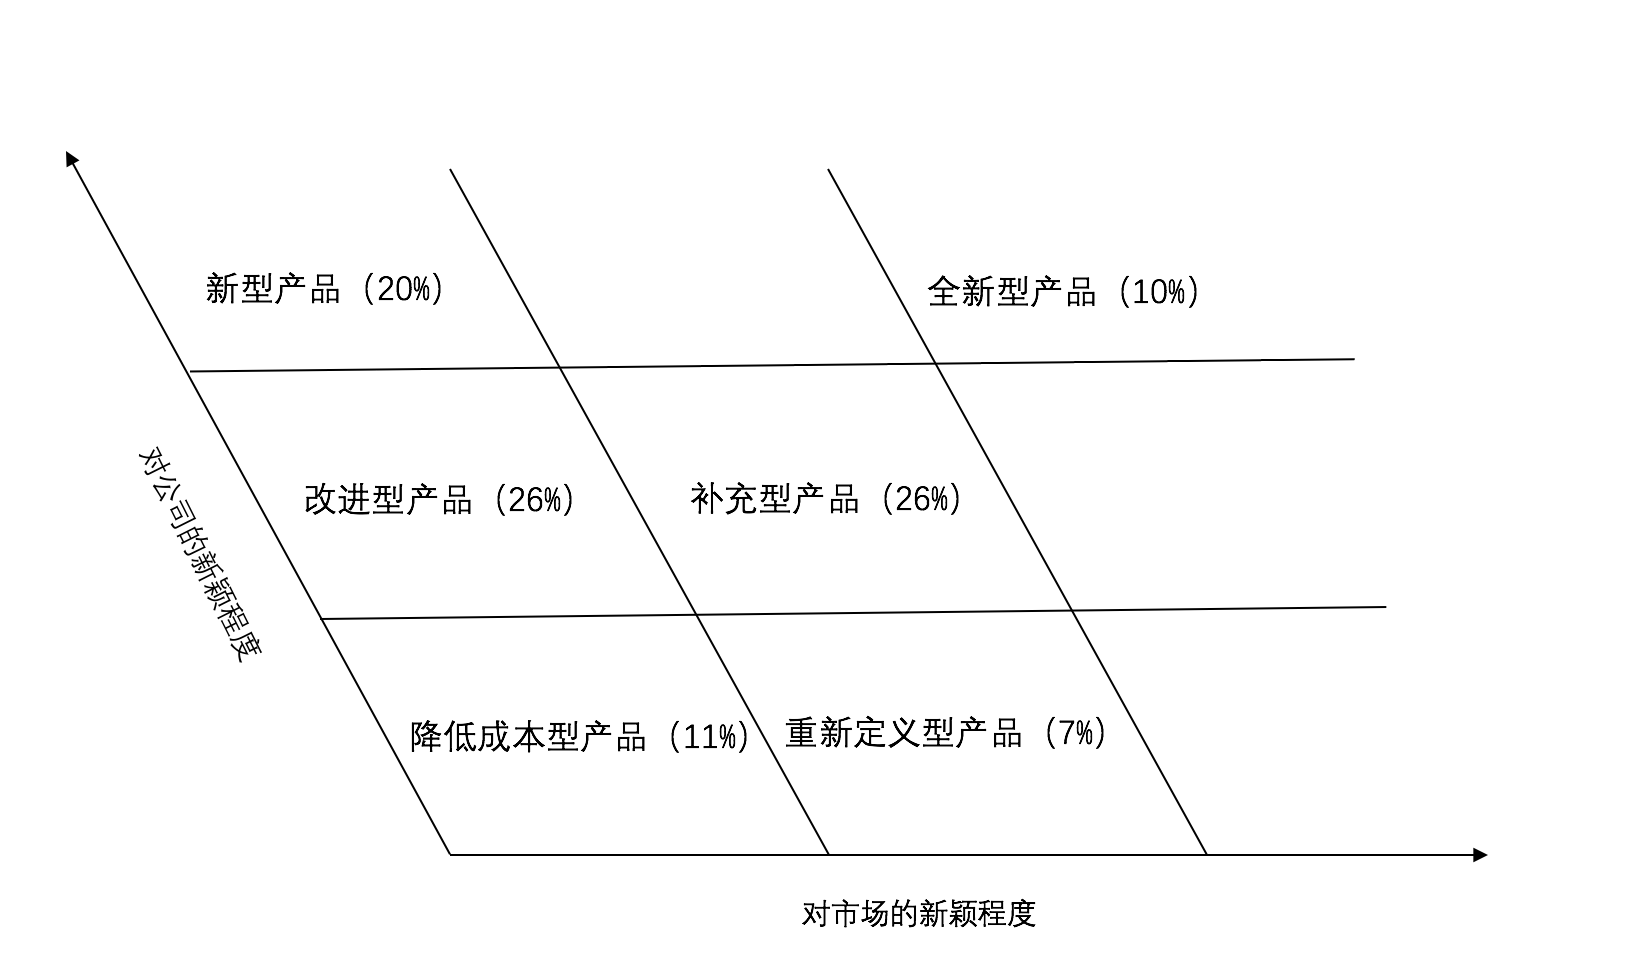 新型产品（20%）
全新型产品（10%）
改进型产品（26%）
补充型产品（26%）
对公司的新颖程度
降低成本型产品（11%）
重新定义型产品（7%）
对市场的新颖程度